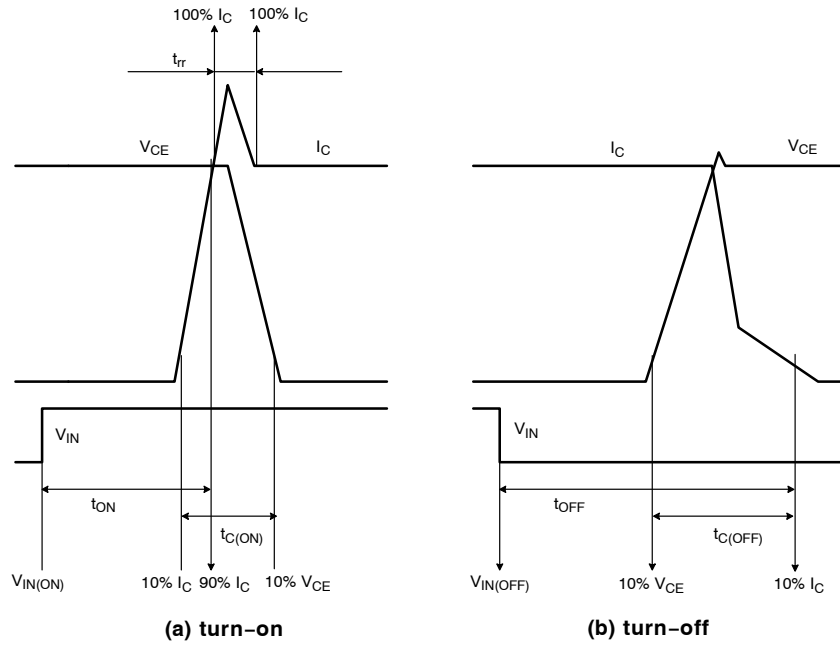 100% IC 100% IC
trr
VCE IC
VIN
tON
tC(ON)
VIN(ON) 10% IC 90% IC 10% VCE
(a) turn−on
IC VCE
VIN
tOFF
tC(OFF)
VIN(OFF) 10% VCE 10% IC
(b) turn−off